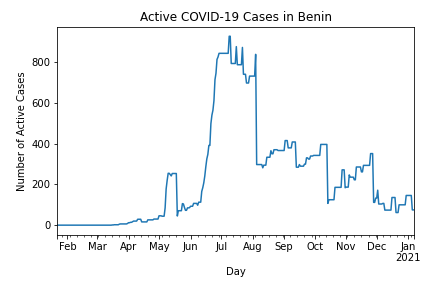 Active COVID-19 Cases in Benin
Number of Active Cases
800
600
400
200
0
Feb Mar Apr May Jun Jul Aug Sep Oct Nov Dec Jan
2021
Day